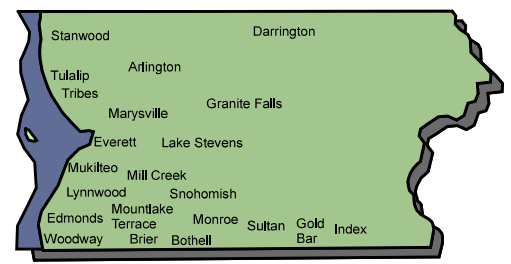 Stanwood
Darrington
Arlington
Tulalip
Tribes
Granite Falls
Marysville
Everett
Lake Stevens
Mukilteo
Mill Creek
Lynnwood
Snohomish
Edmonds
Mountlake
Terrace
Monroe
Sultan
Gold
Bar
Index
Woodway
Brier
Bothell